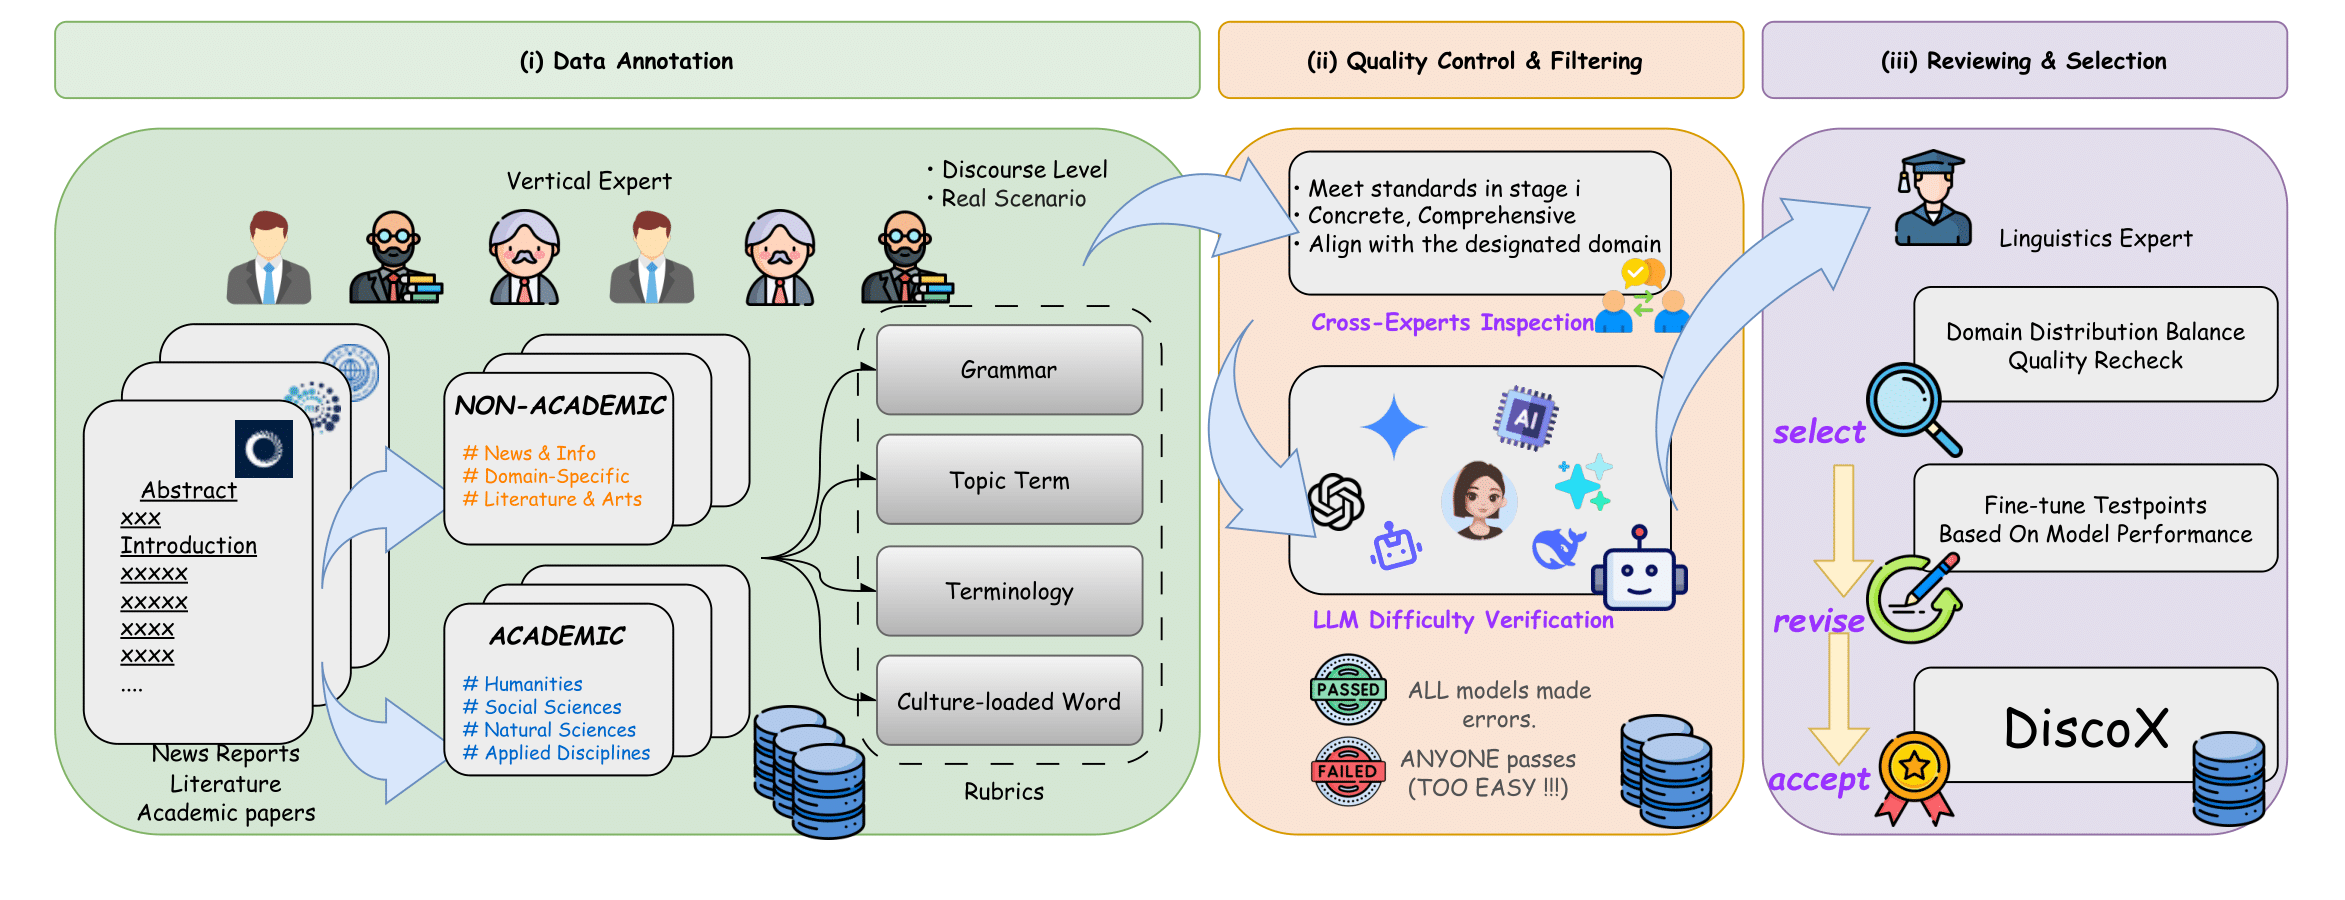 (i) Data Annotation
(ii) Quality Control & Filtering
(iii) Reviewing & Selection
Vertical Expert
• Discourse Level
• Real Scenario
Abstract
xxx
Introduction
xxxxx
xxxxx
xxxx
xxxx
....
News Reports
Literature
Academic papers
NON-ACADEMIC
# News & Info
# Domain-Specific
# Literature & Arts
ACADEMIC
# Humanities
# Social Sciences
# Natural Sciences
# Applied Disciplines
Grammar
Topic Term
Terminology
Culture-loaded Word
Rubrics
• Meet standards in stage i
• Concrete, Comprehensive
• Align with the designated domain
Cross-Experts Inspection
AI
LLM Difficulty Verification
PASSED
ALL models made
errors.
FAILED
ANYONE passes
(TOO EASY !!!)
Linguistics Expert
Domain Distribution Balance
Quality Recheck
select
Fine-tune Testpoints
Based On Model Performance
revise
DiscoX
accept